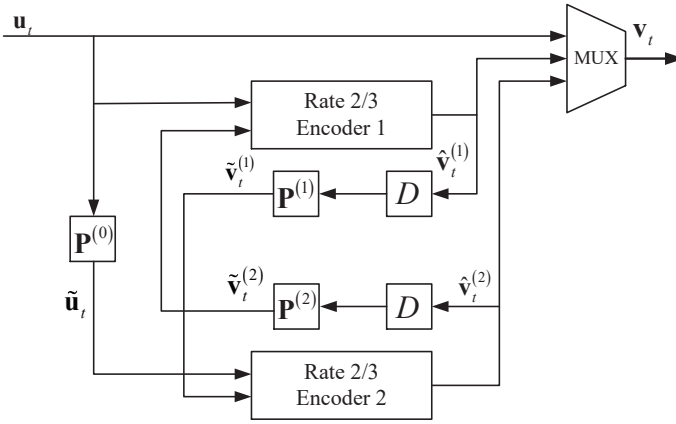 𝐮_t
𝐯_t
MUX
Rate 2/3
Encoder 1
ṽ_t^(1)
v̂_t^(1)
𝐏^(1)
D
𝐏^(0)
ũ_t
ṽ_t^(2)
v̂_t^(2)
𝐏^(2)
D
Rate 2/3
Encoder 2